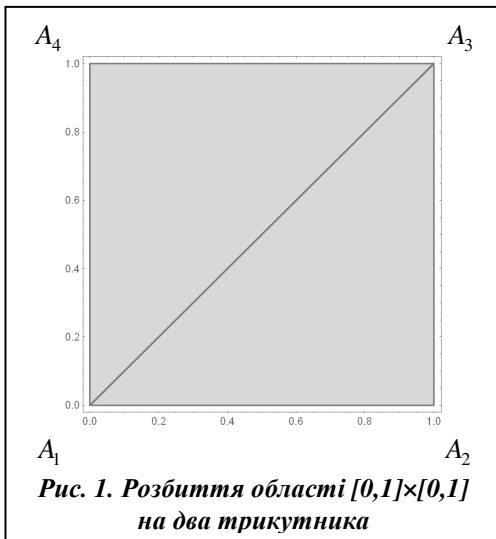 A₄ A₃
1.0
0.8
0.6
0.4
0.2
0.0
0.0 0.2 0.4 0.6 0.8 1.0
A₁ A₂
Рис. 1. Розбиття області [0,1]×[0,1]
на два трикутника